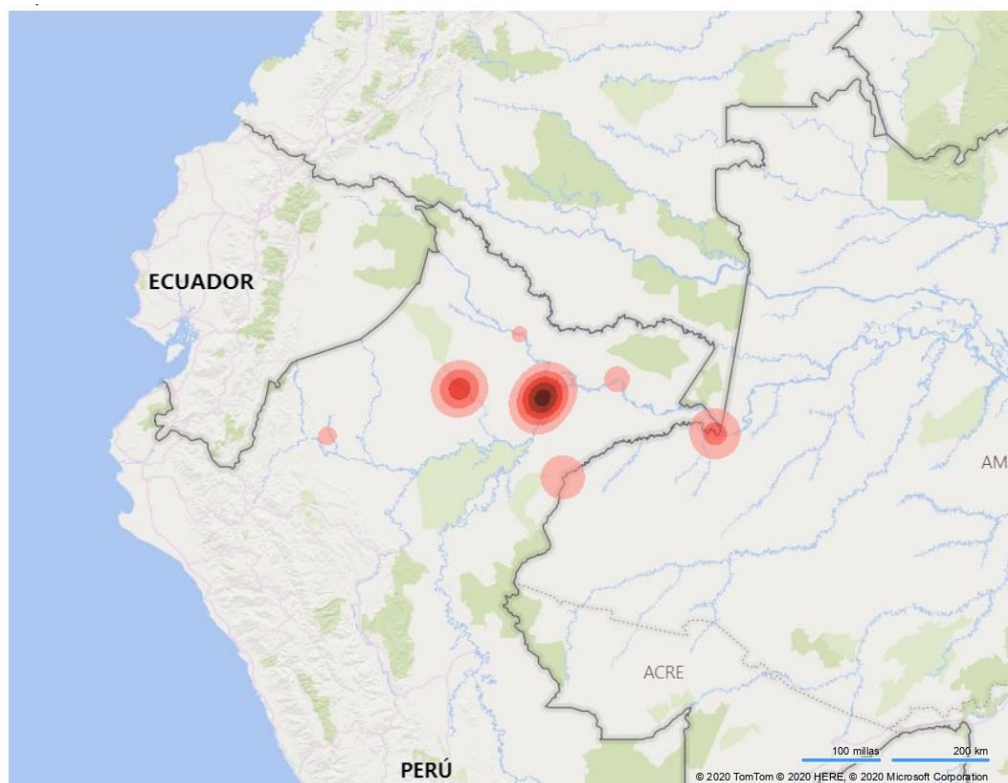 ECUADOR
AM
ACRE
100 millas
200 km
PERÚ
© 2020 TomTom © 2020 HERE, © 2020 Microsoft Corporation